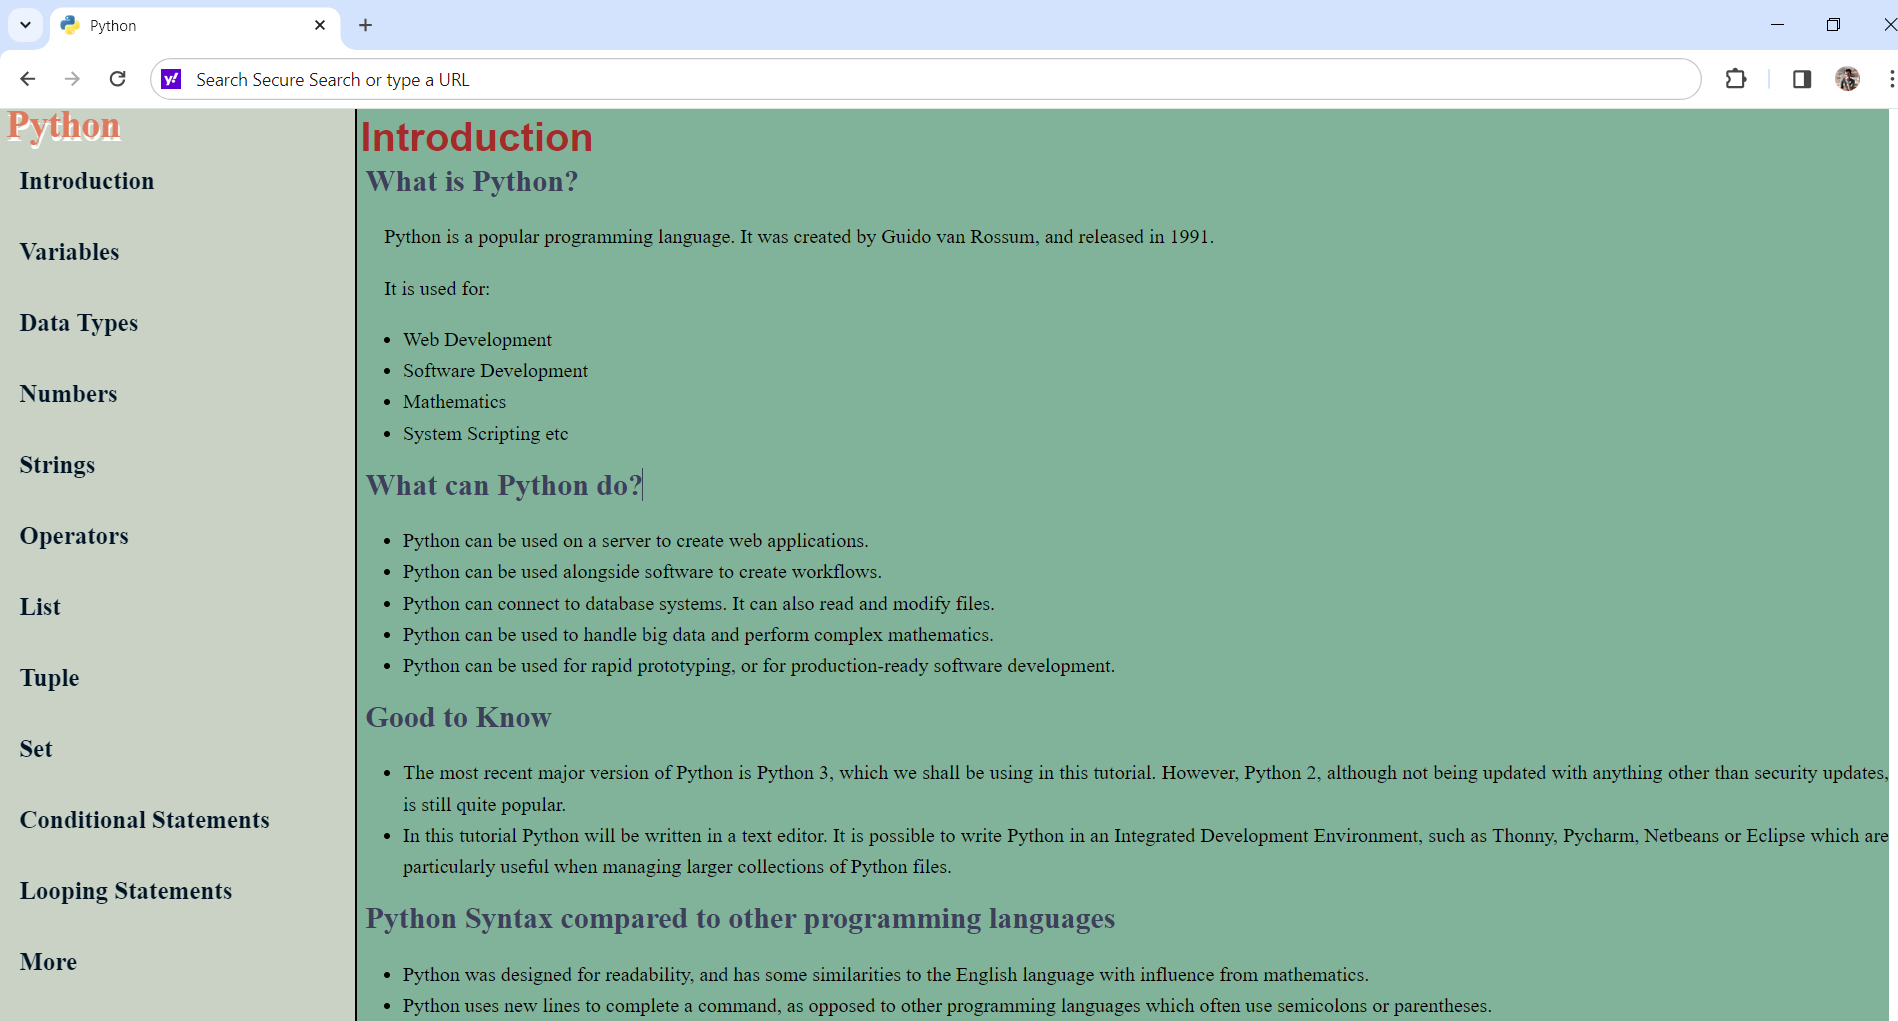 Python
Search Secure Search or type a URL
Python
Introduction
Variables
Data Types
Numbers
Strings
Operators
List
Tuple
Set
Conditional Statements
Looping Statements
More
Introduction
What is Python?
Python is a popular programming language. It was created by Guido van Rossum, and released in 1991.
It is used for:
• Web Development
• Software Development
• Mathematics
• System Scripting etc
What can Python do?
• Python can be used on a server to create web applications.
• Python can be used alongside software to create workflows.
• Python can connect to database systems. It can also read and modify files.
• Python can be used to handle big data and perform complex mathematics.
• Python can be used for rapid prototyping, or for production-ready software development.
Good to Know
• The most recent major version of Python is Python 3, which we shall be using in this tutorial. However, Python 2, although not being updated with anything other than security updates,
is still quite popular.
• In this tutorial Python will be written in a text editor. It is possible to write Python in an Integrated Development Environment, such as Thonny, Pycharm, Netbeans or Eclipse which are
particularly useful when managing larger collections of Python files.
Python Syntax compared to other programming languages
• Python was designed for readability, and has some similarities to the English language with influence from mathematics.
• Python uses new lines to complete a command, as opposed to other programming languages which often use semicolons or parentheses.